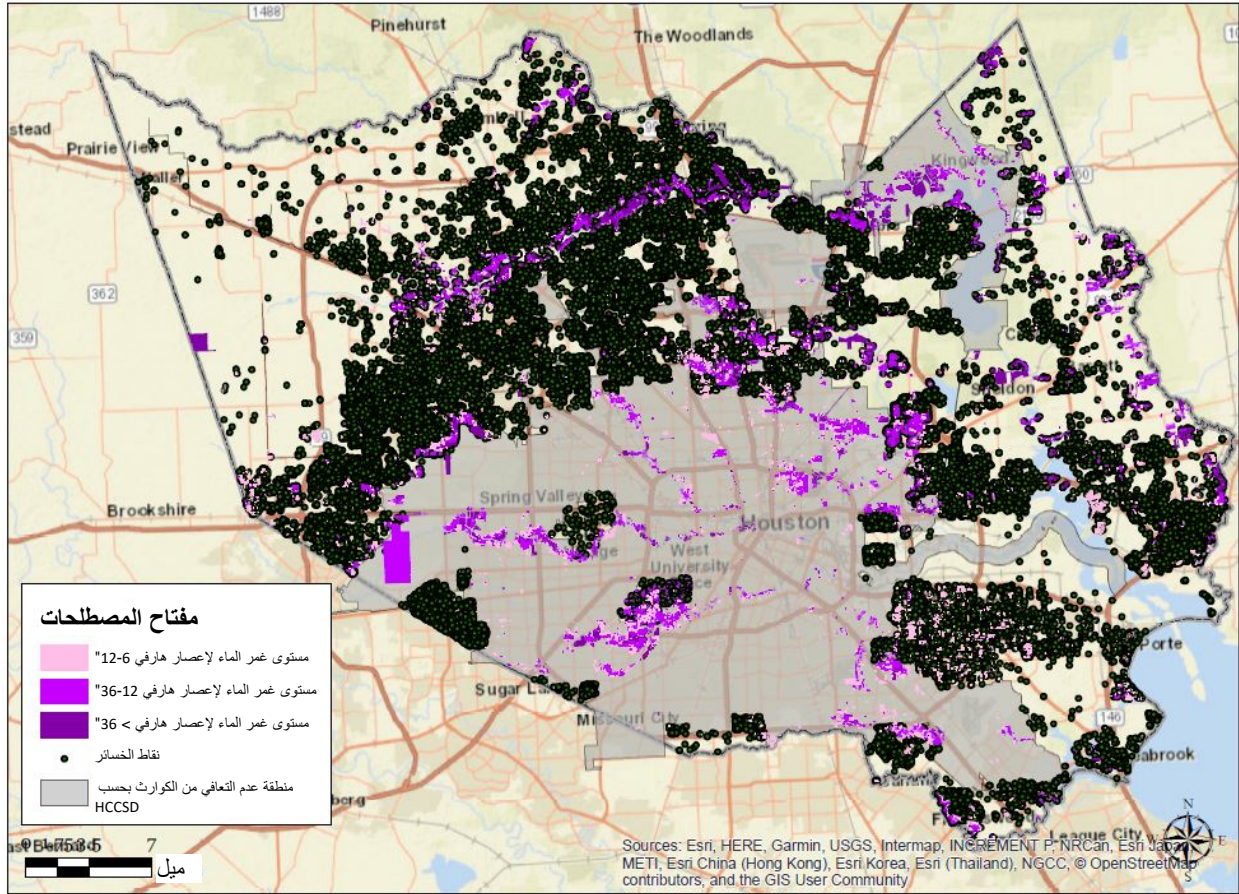 1488
Pinehurst
The Woodlands
Prairie View
Kingwood
362
359
Sheldon
Brookshire
Spring Valley
Houston
West
University
Place
Sugar Land
Missouri City
146
League City
مفتاح المصطلحات
مستوى غمر الماء لإعصار هارفي 6-12"
مستوى غمر الماء لإعصار هارفي 12-36"
مستوى غمر الماء لإعصار هارفي > 36"
نقاط الخسائر
منطقة عدم التعافي من الكوارث بحسب
HCCSD
7
ميل
N
E
S
Sources: Esri, HERE, Garmin, USGS, Intermap, INCREMENT P, NRCan, Esri Japan,
METI, Esri China (Hong Kong), Esri Korea, Esri (Thailand), NGCC, © OpenStreetMap
contributors, and the GIS User Community